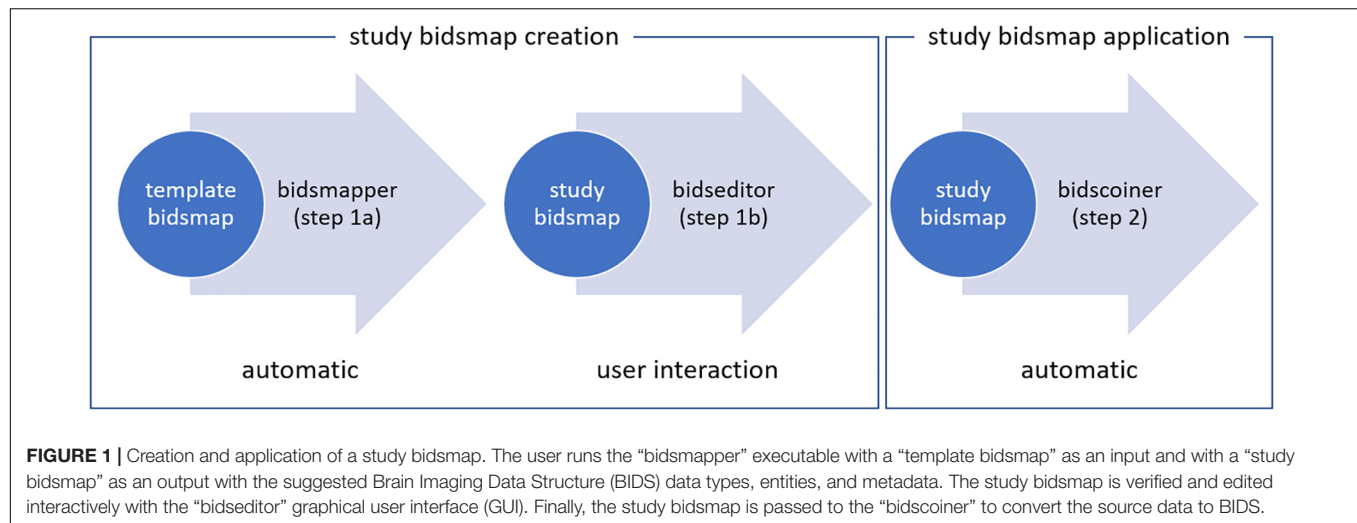 study bidsmap creation
study bidsmap application
template
bidsmap
bidsmapper
(step 1a)
study
bidsmap
bidseditor
(step 1b)
study
bidsmap
bidscoiner
(step 2)
automatic
user interaction
automatic
FIGURE 1 | Creation and application of a study bidsmap. The user runs the “bidsmapper” executable with a “template bidsmap” as an input and with a “study
bidsmap” as an output with the suggested Brain Imaging Data Structure (BIDS) data types, entities, and metadata. The study bidsmap is verified and edited
interactively with the “bidseditor” graphical user interface (GUI). Finally, the study bidsmap is passed to the “bidscoiner” to convert the source data to BIDS.